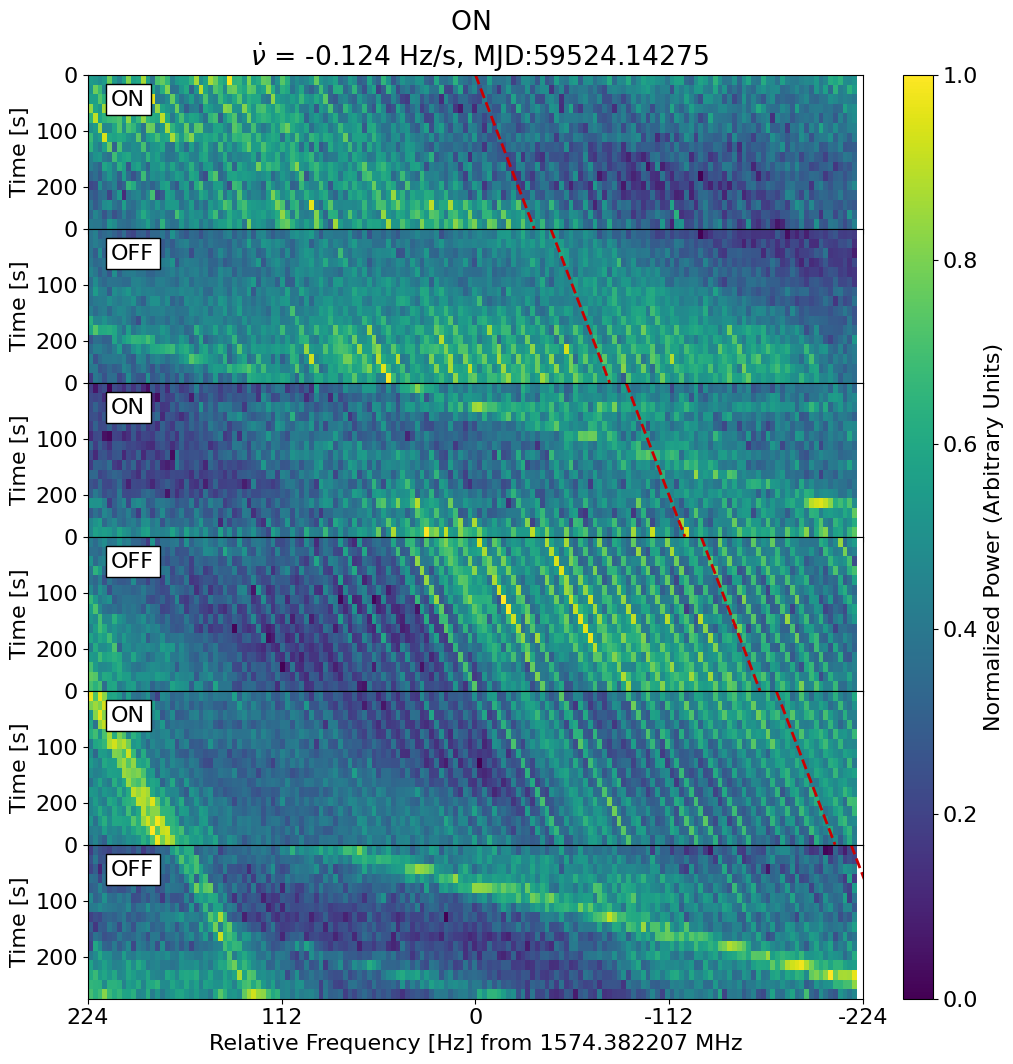 ON
ν̇ = -0.124 Hz/s, MJD:59524.14275
0
100
200
Time [s]
ON
0
100
200
Time [s]
OFF
0
100
200
Time [s]
ON
0
100
200
Time [s]
OFF
0
100
200
Time [s]
ON
0
100
200
Time [s]
OFF
224 112 0 -112 -224
Relative Frequency [Hz] from 1574.382207 MHz
1.0
0.8
0.6
0.4
0.2
0.0
Normalized Power (Arbitrary Units)